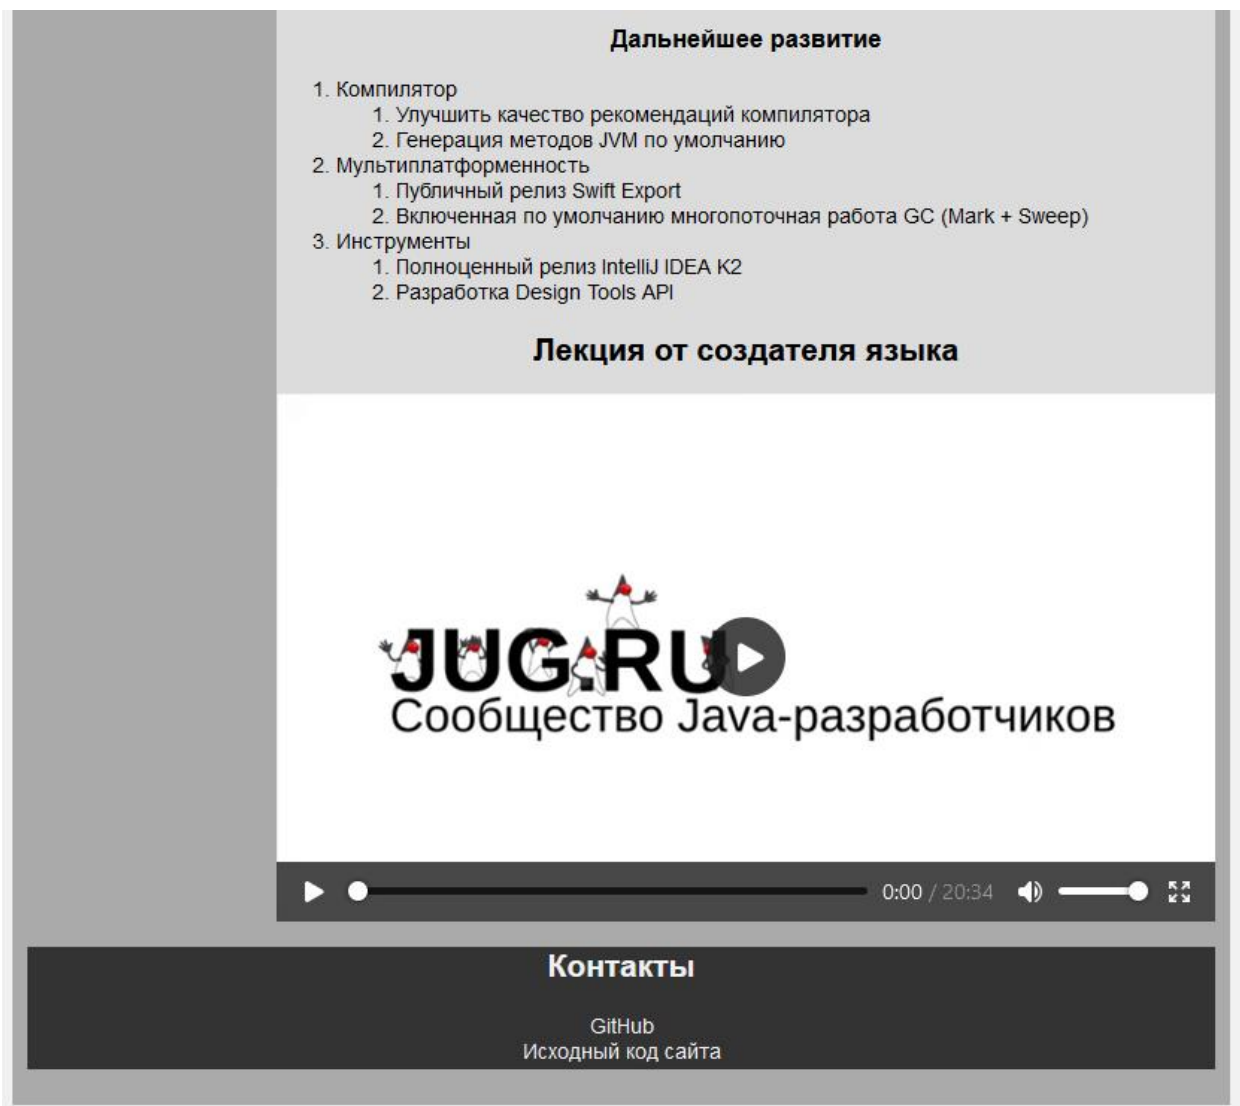 Дальнейшее развитие
1. Компилятор
1. Улучшить качество рекомендаций компилятора
2. Генерация методов JVM по умолчанию
2. Мультиплатформенность
1. Публичный релиз Swift Export
2. Включенная по умолчанию многопоточная работа GC (Mark + Sweep)
3. Инструменты
1. Полноценный релиз IntelliJ IDEA K2
2. Разработка Design Tools API
Лекция от создателя языка
JUG.RU
Сообщество Java-разработчиков
0:00 / 20:34
Контакты
GitHub
Исходный код сайта